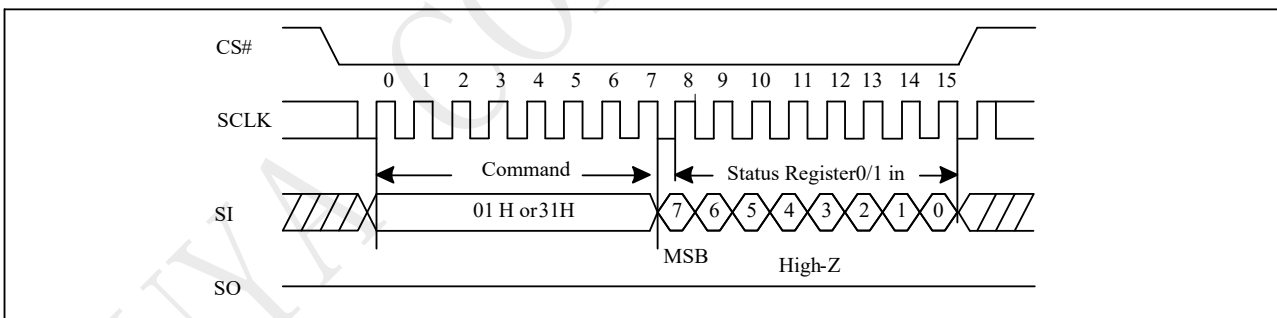 CS#
0 1 2 3 4 5 6 7 8 9 10 11 12 13 14 15
SCLK
Command
Status Register0/1 in
SI
01 H or31H
7 6 5 4 3 2 1 0
MSB
High-Z
SO